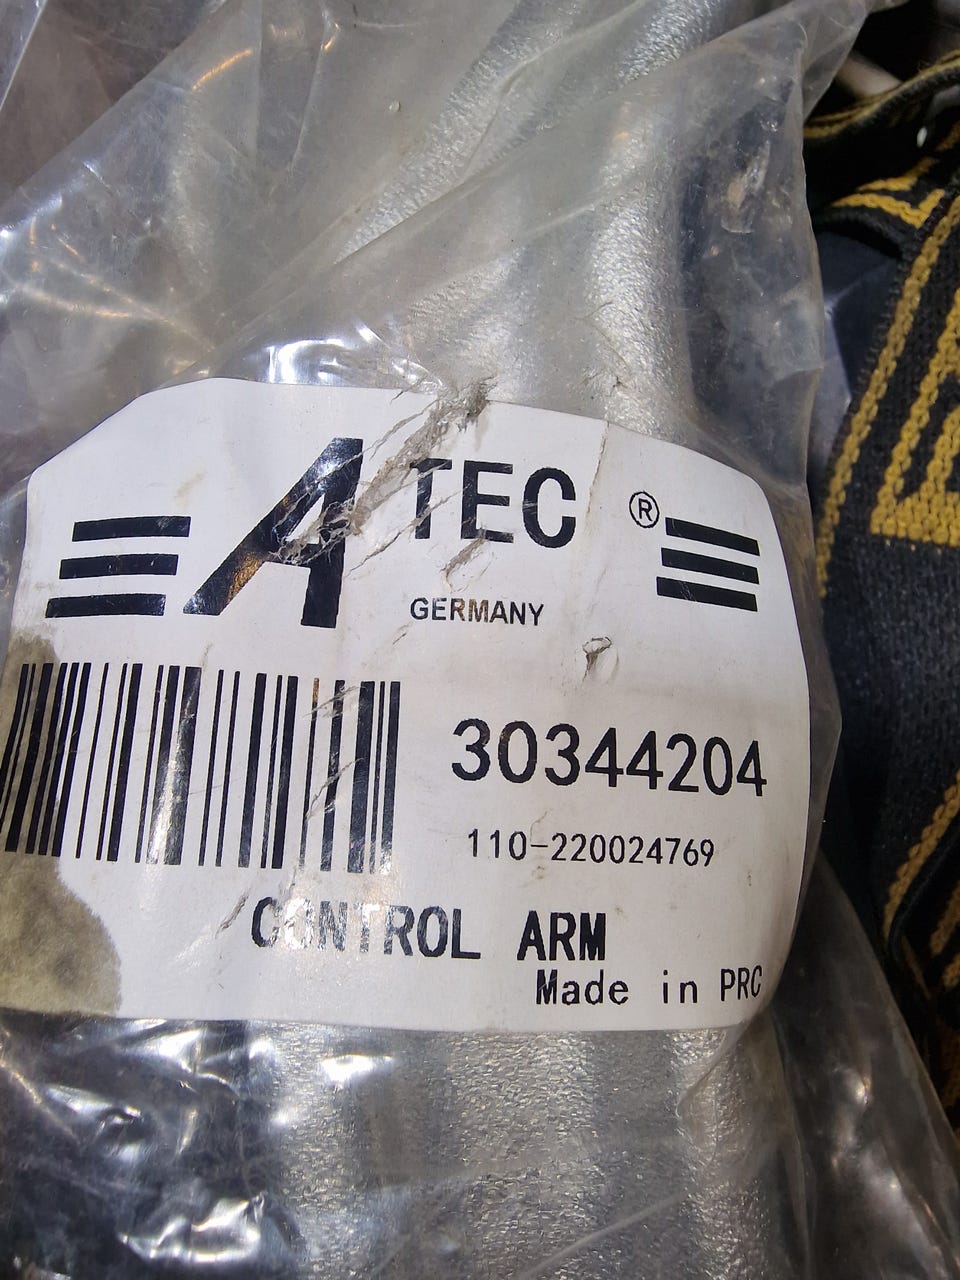 ATEC ®
GERMANY
30344204
110-220024769
CONTROL ARM
Made in PRC